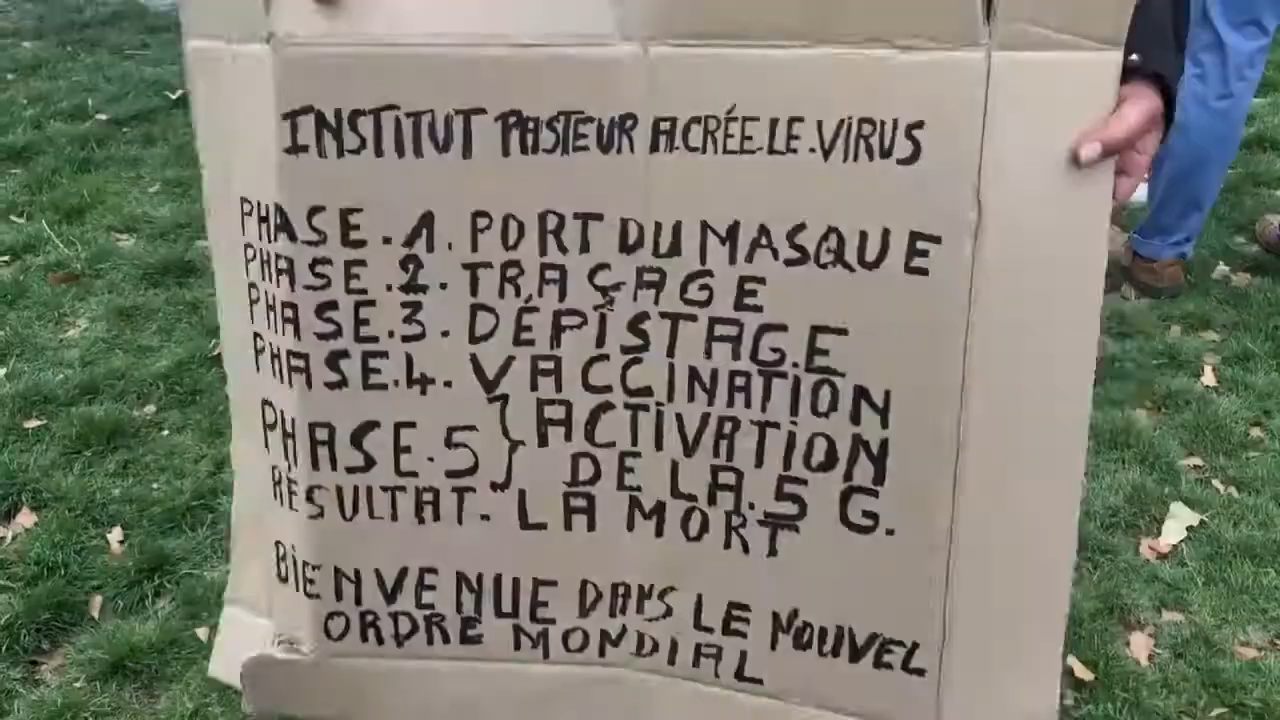 INSTITUT PASTEUR A.CRÉE.LE.VIRUS
PHASE.1. PORT DU MASQUE
PHASE.2. TRAÇAGE
PHASE.3. DÉPISTAGE
PHASE.4. VACCINATION
PHASE.5 } ACTIVATION
DE LA.5 G.
RÉSULTAT. LA MORT
BIENVENUE DANS LE NOUVEL
ORDRE MONDIAL